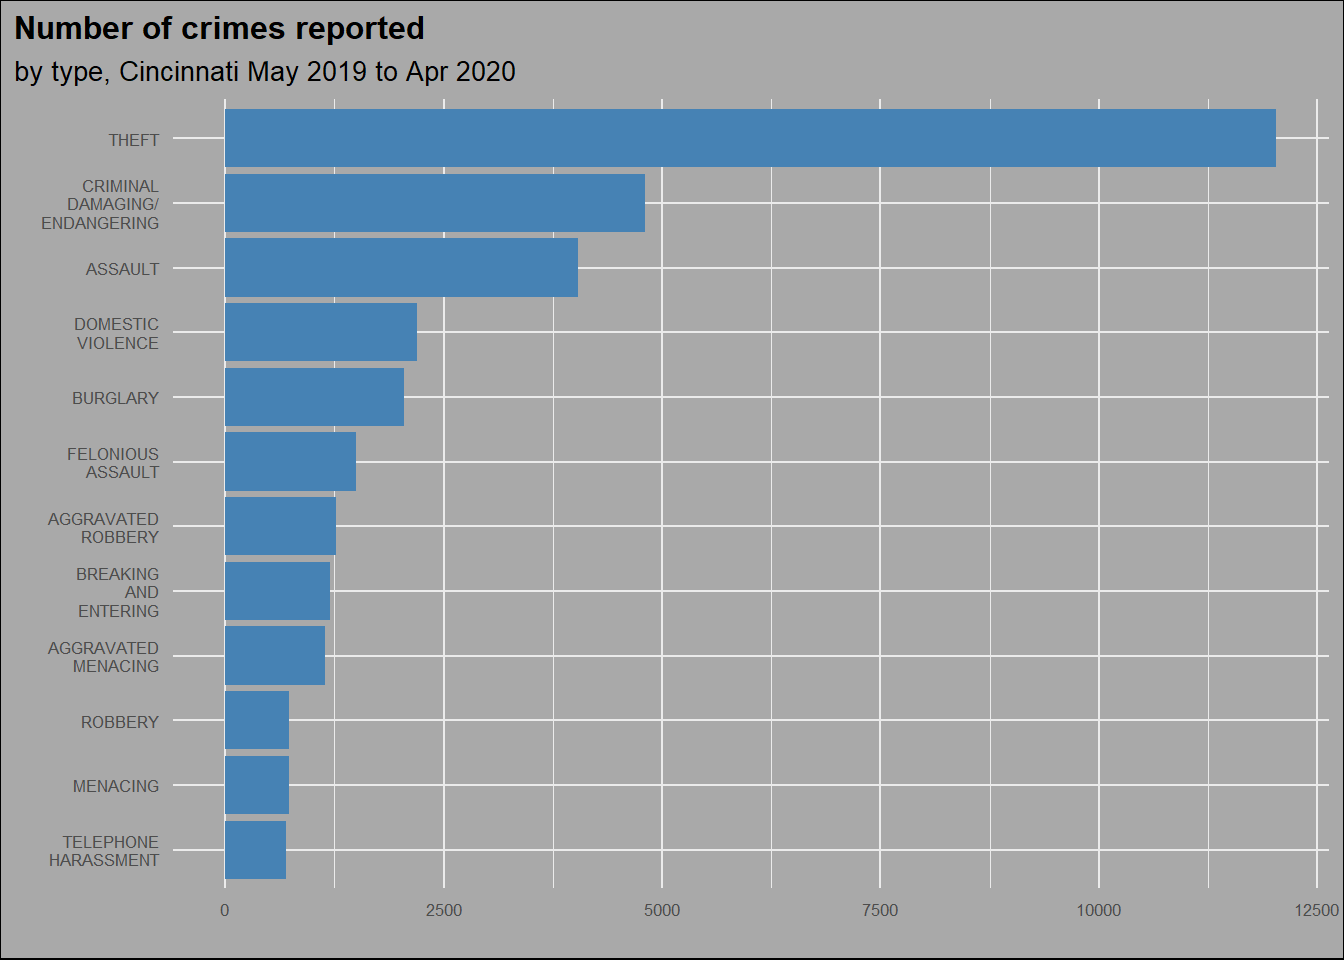 Number of crimes reported
by type, Cincinnati May 2019 to Apr 2020
THEFT
CRIMINAL
DAMAGING/
ENDANGERING
ASSAULT
DOMESTIC
VIOLENCE
BURGLARY
FELONIOUS
ASSAULT
AGGRAVATED
ROBBERY
BREAKING
AND
ENTERING
AGGRAVATED
MENACING
ROBBERY
MENACING
TELEPHONE
HARASSMENT
0 2500 5000 7500 10000 12500